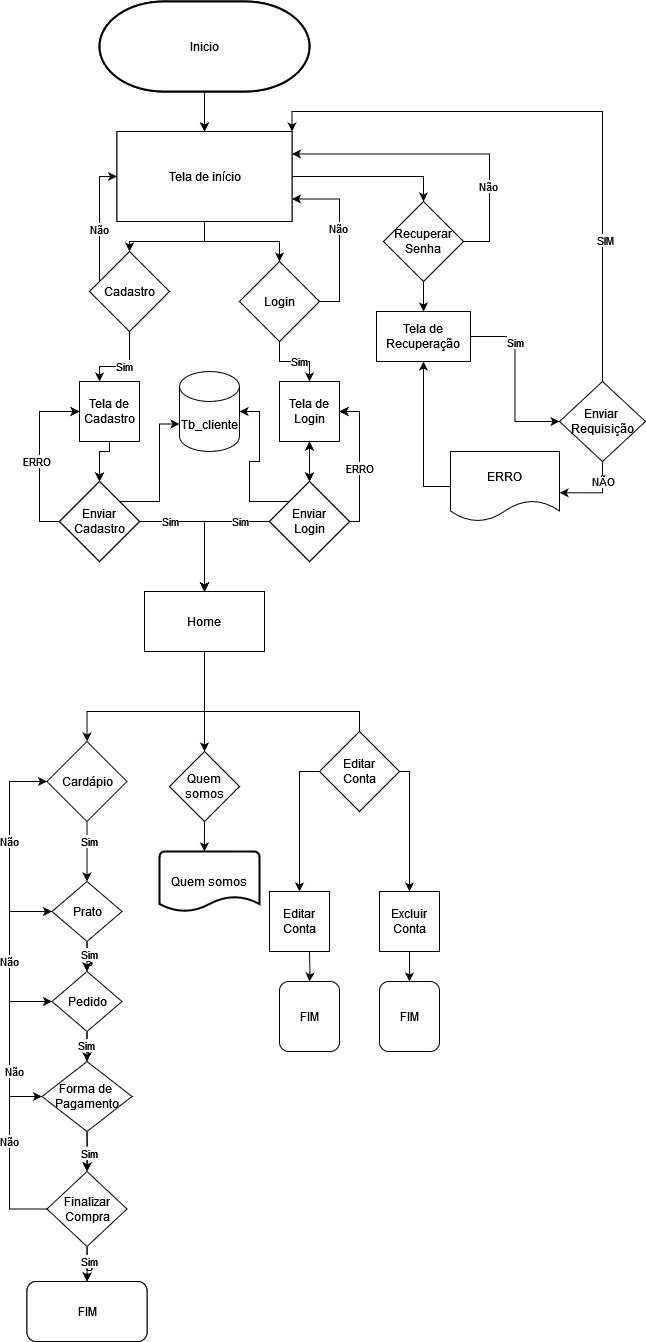 Inicio
Tela de início
Não
Recuperar
Senha
Não
Não
SIM
Cadastro
Login
Tela de
Recuperação
Sim
Sim
Sim
Tela de
Cadastro
Tb_cliente
Tela de
Login
Enviar
Requisição
ERRO
ERRO
ERRO
NÃO
Enviar
Cadastro
Sim
Sim
Enviar
Login
Home
Cardápio
Quem
somos
Editar
Conta
Não
Sim
Quem somos
Prato
Editar
Conta
Excluir
Conta
Não
Sim
Pedido
FIM
FIM
Sim
Não
Forma de
Pagamento
Não
Sim
Finalizar
Compra
Sim
FIM